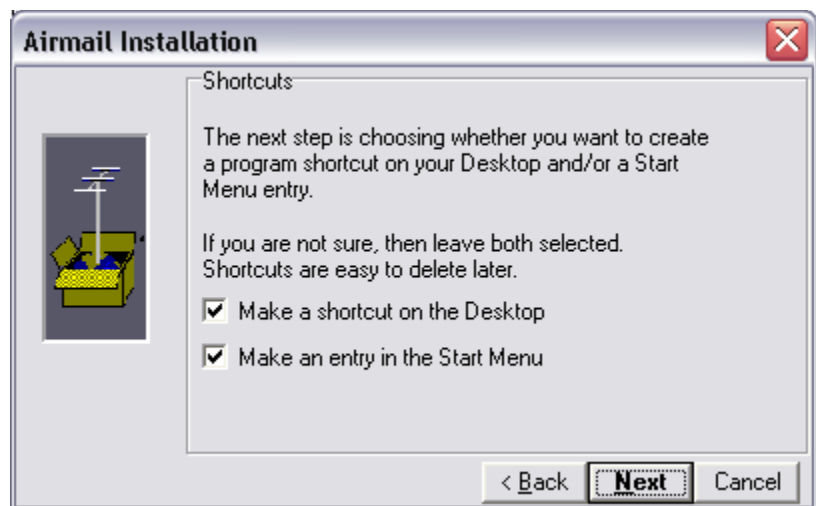 Airmail Installation
Shortcuts
The next step is choosing whether you want to create
a program shortcut on your Desktop and/or a Start
Menu entry.
If you are not sure, then leave both selected.
Shortcuts are easy to delete later.
Make a shortcut on the Desktop
Make an entry in the Start Menu
< Back Next Cancel